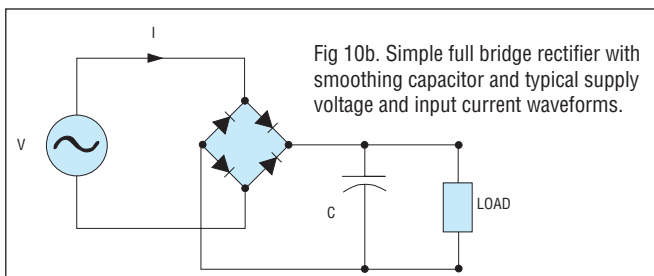 I
Fig 10b. Simple full bridge rectifier with
smoothing capacitor and typical supply
voltage and input current waveforms.
V
C
LOAD